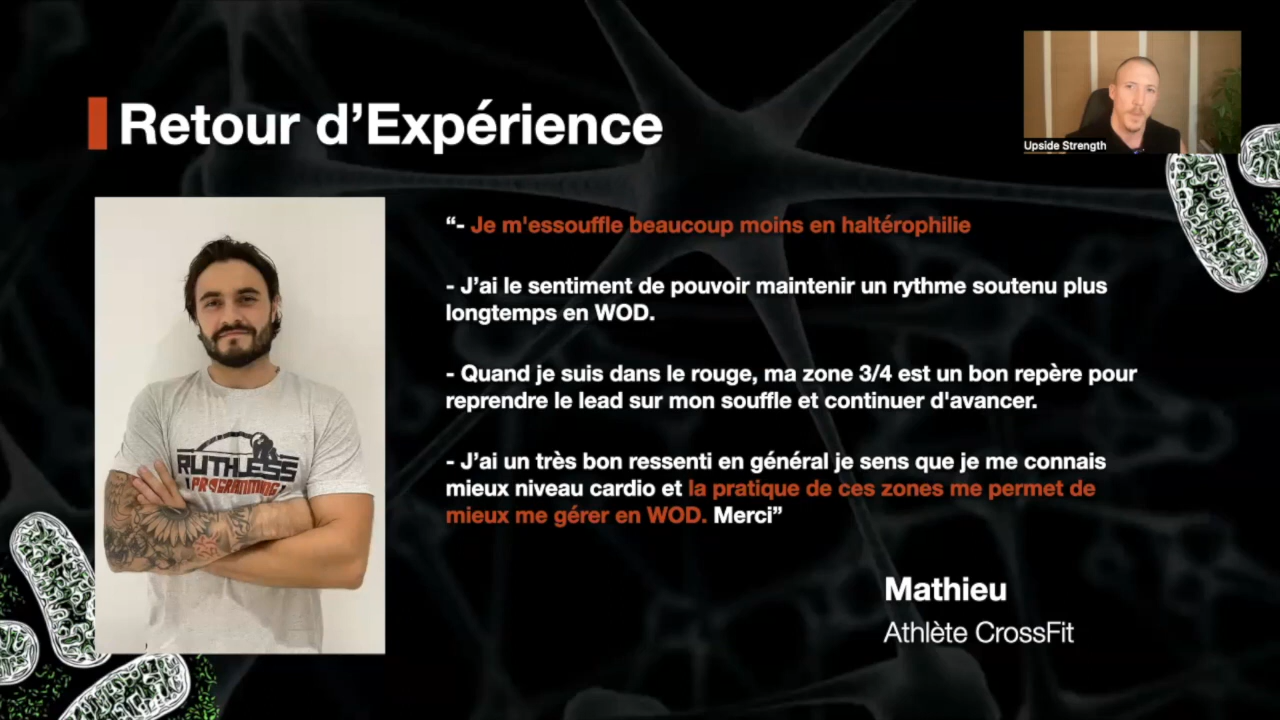 Retour d’Expérience
Upside Strength
“- Je m'essouffle beaucoup moins en haltérophilie
- J’ai le sentiment de pouvoir maintenir un rythme soutenu plus
longtemps en WOD.
- Quand je suis dans le rouge, ma zone 3/4 est un bon repère pour
reprendre le lead sur mon souffle et continuer d'avancer.
- J’ai un très bon ressenti en général je sens que je me connais
mieux niveau cardio et la pratique de ces zones me permet de
mieux me gérer en WOD. Merci”
RUTHLESS
PROGRAMMING
Mathieu
Athlète CrossFit